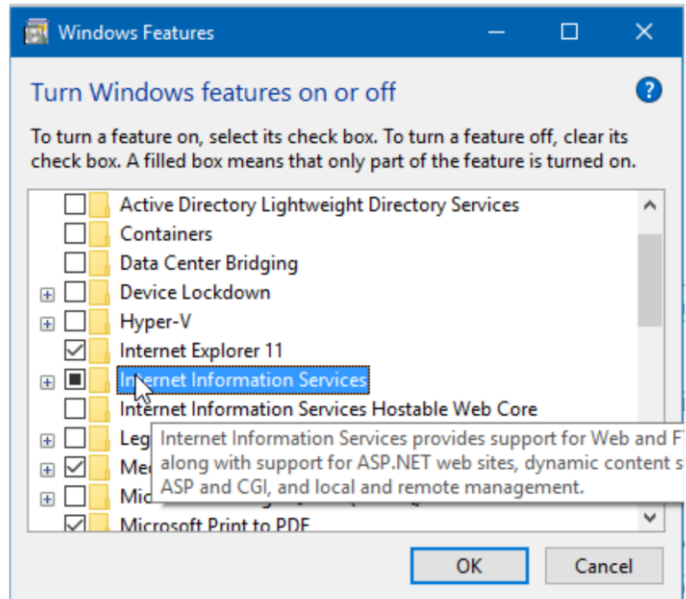 Windows Features
Turn Windows features on or off
To turn a feature on, select its check box. To turn a feature off, clear its
check box. A filled box means that only part of the feature is turned on.
Active Directory Lightweight Directory Services
Containers
Data Center Bridging
Device Lockdown
Hyper-V
Internet Explorer 11
Internet Information Services
Internet Information Services Hostable Web Core
Leg
Internet Information Services provides support for Web and F
Me
along with support for ASP.NET web sites, dynamic content s
Mic
ASP and CGI, and local and remote management.
Microsoft Print to PDF
OK
Cancel